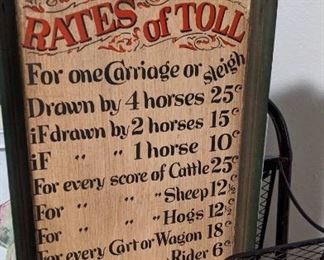 RATES of TOLL
For one Carriage or Sleigh
Drawn by 4 horses 25c
iF drawn by 2 horses 15c
iF " " 1 horse 10c
For every score of Cattle 25c
For " " " Sheep 12½c
For " " " Hogs 12½c
For every Cart or Wagon 18c
Rider 6c